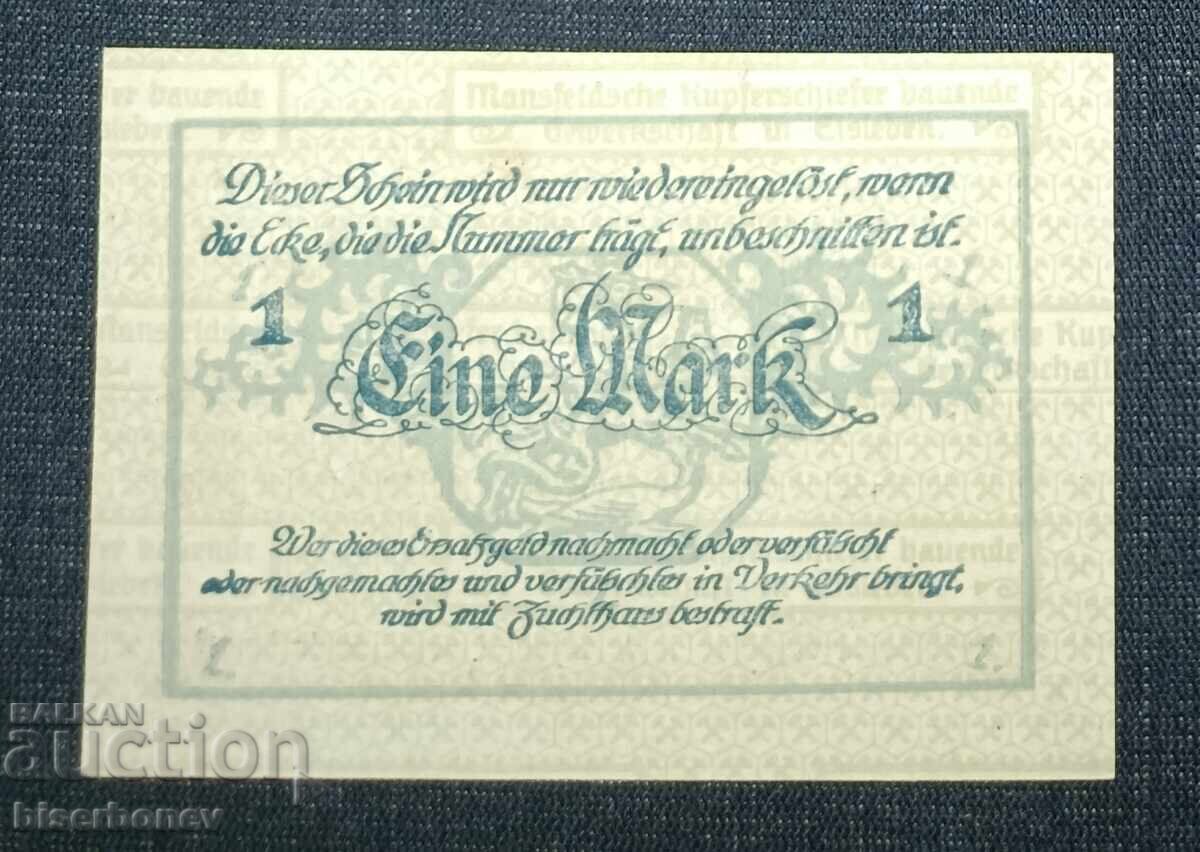 er bauende
Mansfeldsche Kupferschiefer bauende
Gewerkschaft in Eisleben.
Dieser Schein wird nur wiedereingelöst, wenn
die Ecke, die die Nummer trägt, unbeschnitten ist.
1 Eine Mark 1
Wer dieses Ersatzgeld nachmacht oder verfälscht
oder nachgemachtes und verfälschtes in Verkehr bringt,
wird mit Zuchthaus bestraft.
BALKAN
auction
biserbonev